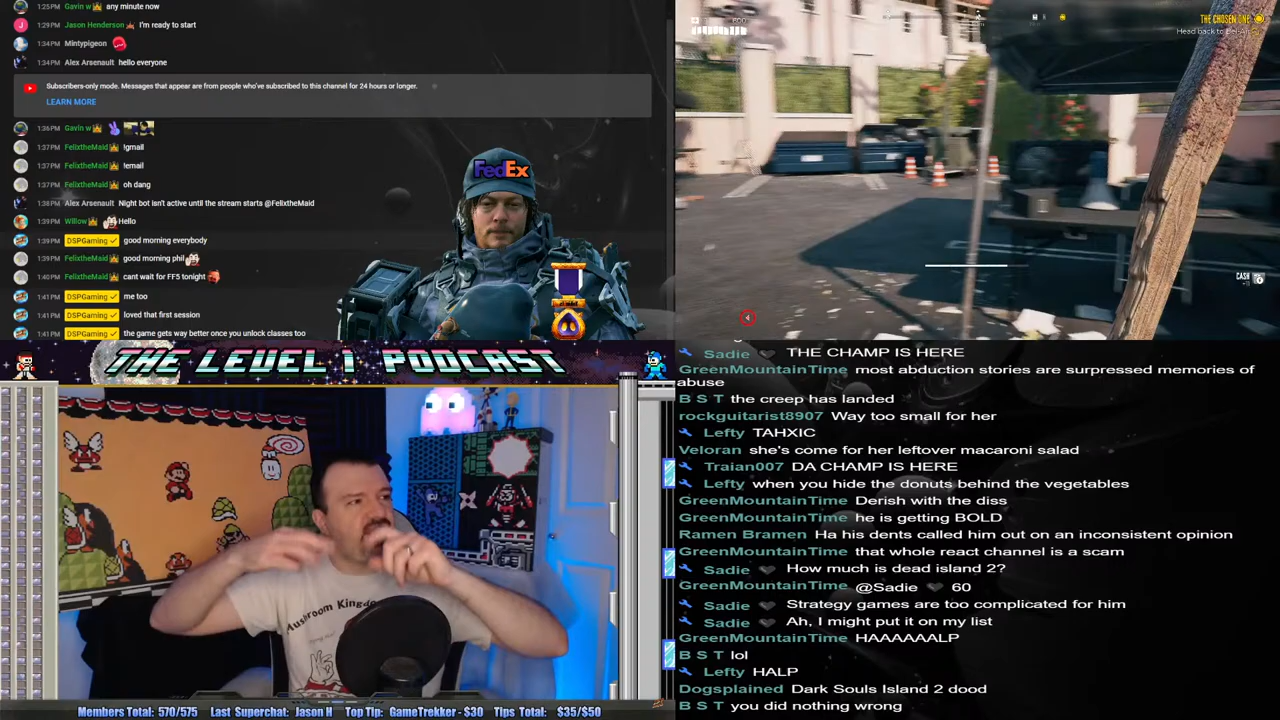 1:25PM Gavin w any minute now
1:29PM Jason Henderson I'm ready to start
1:34PM Mintypigeon
1:34PM Alex Arsenault hello everyone
Subscribers-only mode. Messages that appear are from people who've subscribed to this channel for 24 hours or longer.
LEARN MORE
1:36PM Gavin w
1:37PM FelixtheMaid !gmail
1:37PM FelixtheMaid !email
1:37PM FelixtheMaid oh dang
1:38PM Alex Arsenault Night bot isn't active until the stream starts @FelixtheMaid
1:39PM Willow Hello
1:39PM DSPGaming good morning everybody
1:39PM FelixtheMaid good morning phil
1:40PM FelixtheMaid cant wait for FF5 tonight
1:41PM DSPGaming me too
1:41PM DSPGaming loved that first session
1:41PM DSPGaming the game gets way better once you unlock classes too
FedEx
THE CHOSEN ONE
Head back to Bel-Air
CASH
THE LEVEL 1 PODCAST
Mushroom Kingdom
Members Total: 570/575 Last Superchat: Jason H Top Tip: GameTrekker - $30 Tips Total: $35/$50
Sadie THE CHAMP IS HERE
GreenMountainTime most abduction stories are surpressed memories of
abuse
B S T the creep has landed
rockguitarist8907 Way too small for her
Lefty TAHXIC
Veloran she's come for her leftover macaroni salad
Traian007 DA CHAMP IS HERE
Lefty when you hide the donuts behind the vegetables
GreenMountainTime Derish with the diss
GreenMountainTime he is getting BOLD
Ramen Bramen Ha his dents called him out on an inconsistent opinion
GreenMountainTime that whole react channel is a scam
Sadie How much is dead island 2?
GreenMountainTime @Sadie 60
Sadie Strategy games are too complicated for him
Sadie Ah, I might put it on my list
GreenMountainTime HAAAAAALP
B S T lol
Lefty HALP
Dogsplained Dark Souls Island 2 dood
B S T you did nothing wrong